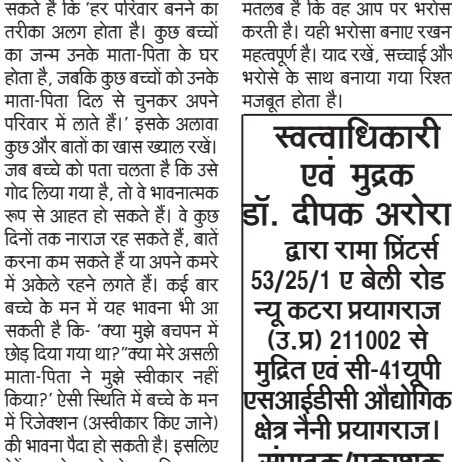 सकते हैं कि 'हर परिवार बनने का
तरीका अलग होता है। कुछ बच्चों
का जन्म उनके माता-पिता के घर
होता है, जबकि कुछ बच्चों को उनके
माता-पिता दिल से चुनकर अपने
परिवार में लाते हैं।' इसके अलावा
कुछ और बातों का खास ख्याल रखें।
जब बच्चे को पता चलता है कि उसे
गोद लिया गया है, तो वे भावनात्मक
रूप से आहत हो सकते हैं। वे कुछ
दिनों तक नाराज रह सकते हैं, बातें
करना कम सकते हैं या अपने कमरे
में अकेले रहने लगते हैं। कई बार
बच्चे के मन में यह भावना भी आ
सकती है कि- 'क्या मुझे बचपन में
छोड़ दिया गया था?''क्या मेरे असली
माता-पिता ने मुझे स्वीकार नहीं
किया?' ऐसी स्थिति में बच्चे के मन
में रिजेक्शन (अस्वीकार किए जाने)
की भावना पैदा हो सकती है। इसलिए
मतलब है कि वह आप पर भरोसा
करती है। यही भरोसा बनाए रखना
महत्वपूर्ण है। याद रखें, सच्चाई और
भरोसे के साथ बनाया गया रिश्ता
मजबूत होता है।
स्वत्वाधिकारी
एवं मुद्रक
डॉ. दीपक अरोरा
द्वारा रामा प्रिंटर्स
53/25/1 ए बेली रोड
न्यू कटरा प्रयागराज
(उ.प्र) 211002 से
मुद्रित एवं सी-41यूपी
एसआईडीसी औद्योगिक
क्षेत्र नैनी प्रयागराज।
संपादक/प्रकाशक